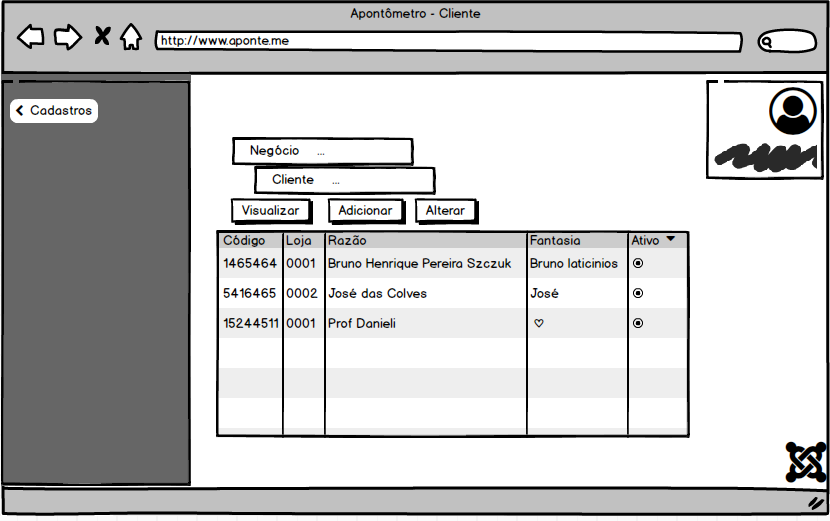 Apontômetro - Cliente
http://www.aponte.me
Cadastros
Negócio ...
Cliente ...
Visualizar Adicionar Alterar
Código Loja Razão Fantasia Ativo
1465464 0001 Bruno Henrique Pereira Szczuk Bruno laticinios
5416465 0002 José das Colves José
15244511 0001 Prof Danieli ♡